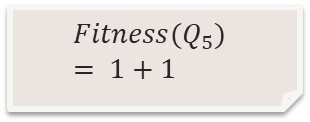 Fitness(Q₅)
= 1 + 1